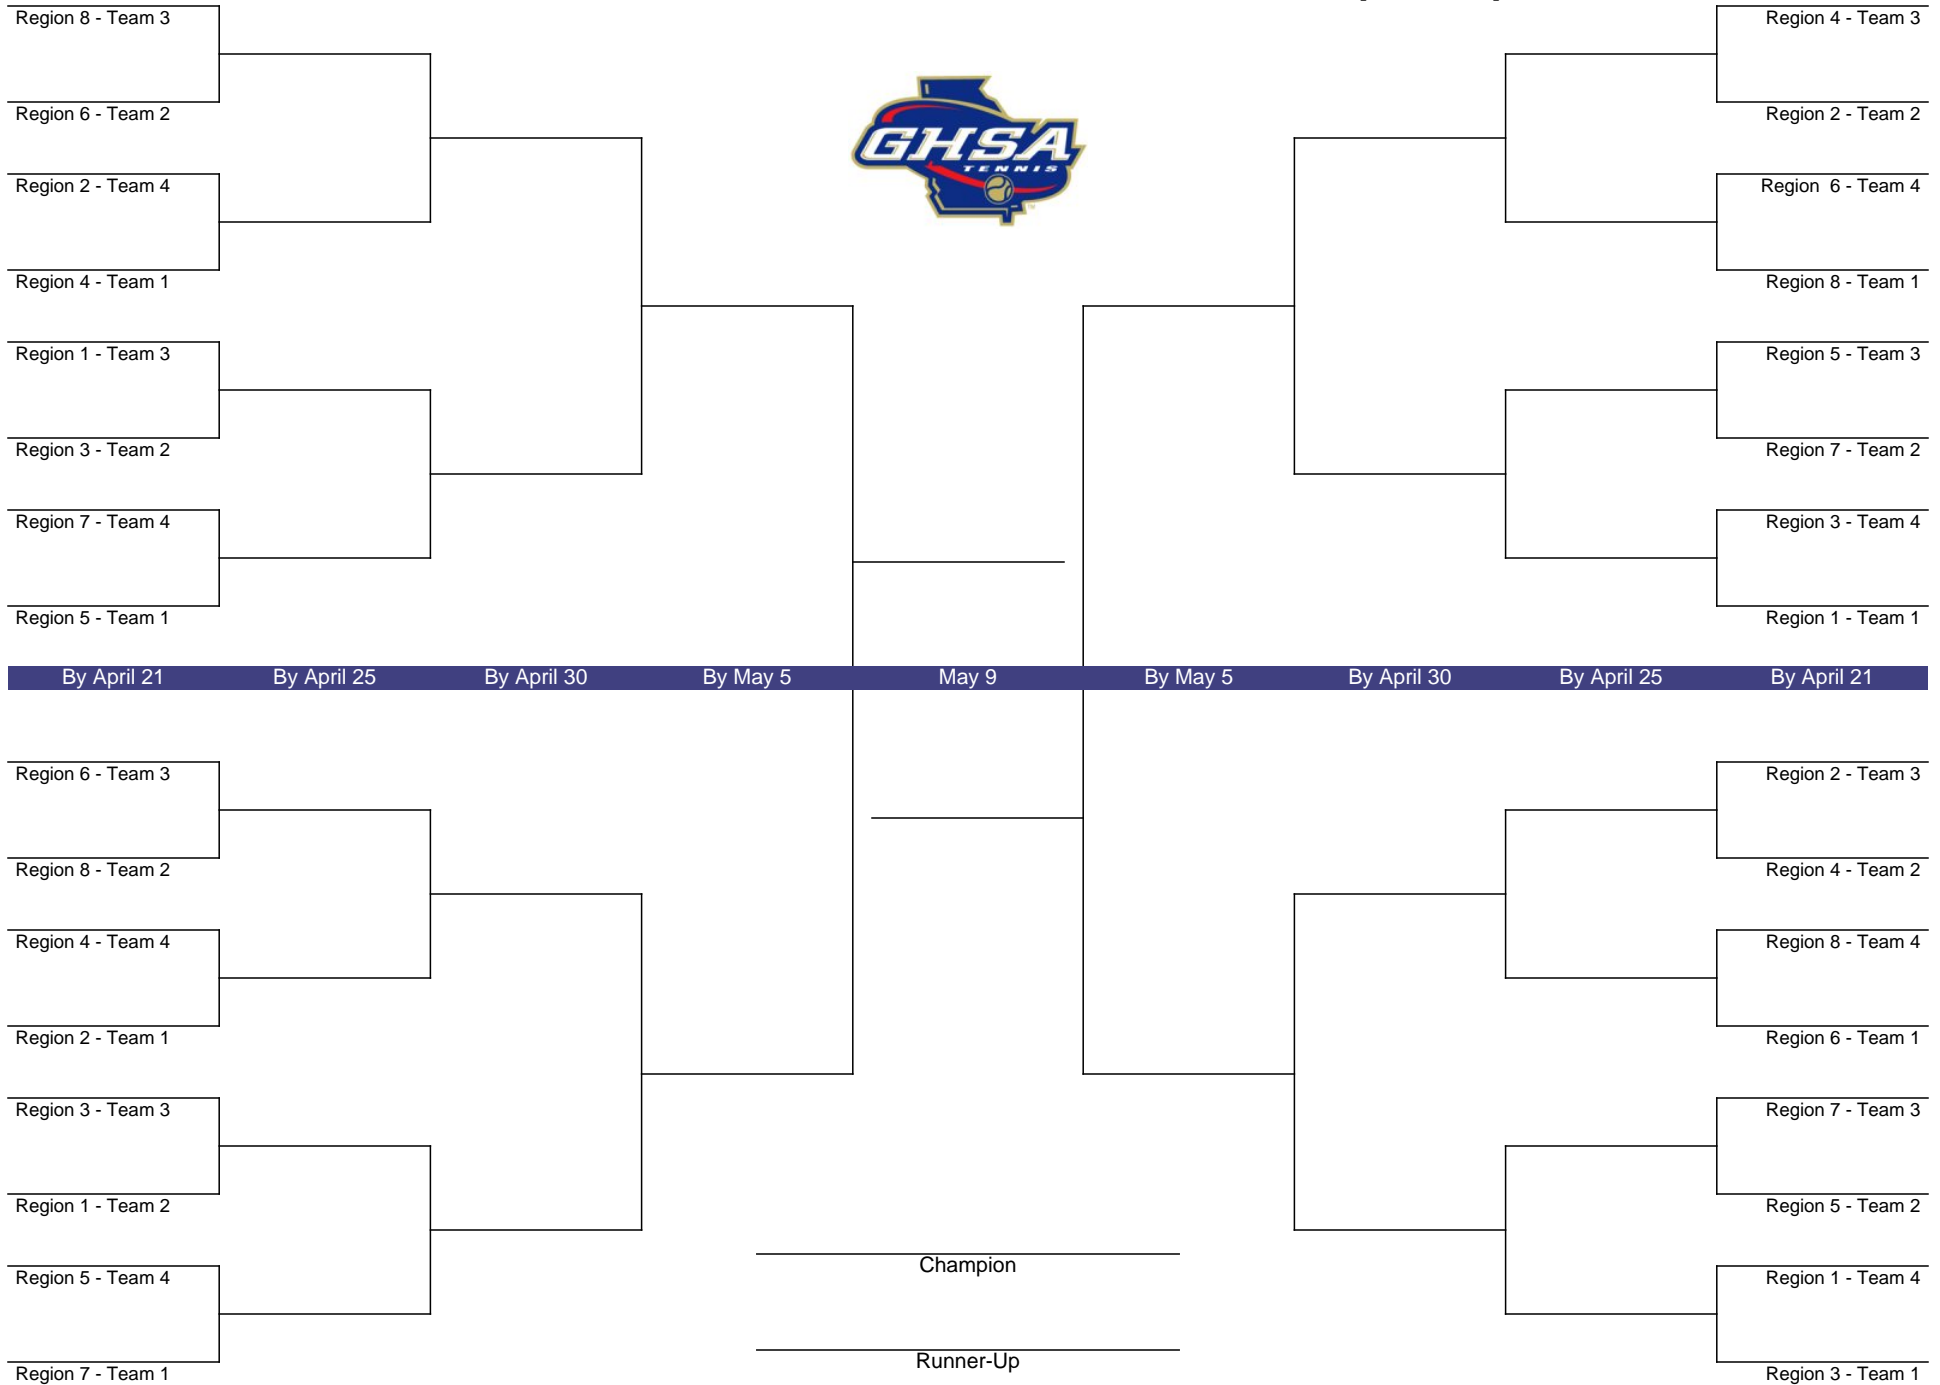 Region 8 - Team 3
Region 6 - Team 2
Region 2 - Team 4
Region 4 - Team 1
Region 1 - Team 3
Region 3 - Team 2
Region 7 - Team 4
Region 5 - Team 1
GHSA
TENNIS
Region 4 - Team 3
Region 2 - Team 2
Region  6 - Team 4
Region 8 - Team 1
Region 5 - Team 3
Region 7 - Team 2
Region 3 - Team 4
Region 1 - Team 1
By April 21 By April 25 By April 30 By May 5 May 9 By May 5 By April 30 By April 25 By April 21
Region 6 - Team 3
Region 8 - Team 2
Region 4 - Team 4
Region 2 - Team 1
Region 3 - Team 3
Region 1 - Team 2
Region 5 - Team 4
Region 7 - Team 1
Champion
Runner-Up
Region 2 - Team 3
Region 4 - Team 2
Region 8 - Team 4
Region 6 - Team 1
Region 7 - Team 3
Region 5 - Team 2
Region 1 - Team 4
Region 3 - Team 1